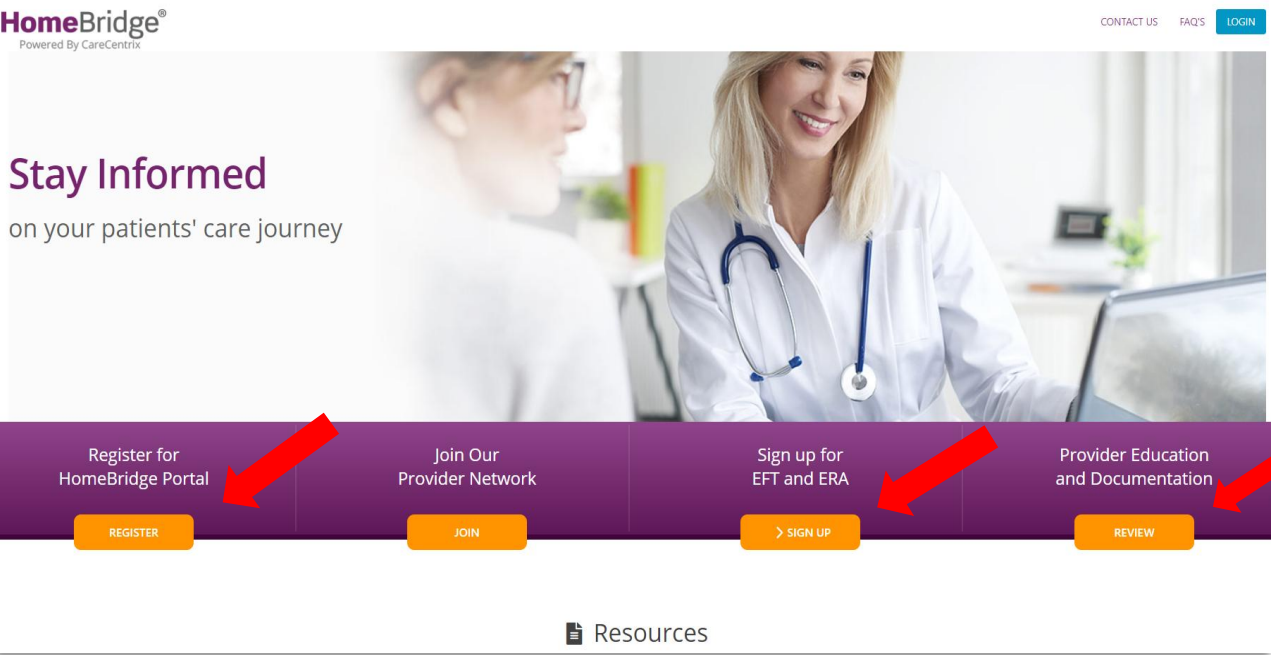 HomeBridge®
Powered By CareCentrix
CONTACT US FAQ'S LOGIN
Stay Informed
on your patients' care journey
Register for
HomeBridge Portal
REGISTER
Join Our
Provider Network
JOIN
Sign up for
EFT and ERA
> SIGN UP
Provider Education
and Documentation
REVIEW
Resources